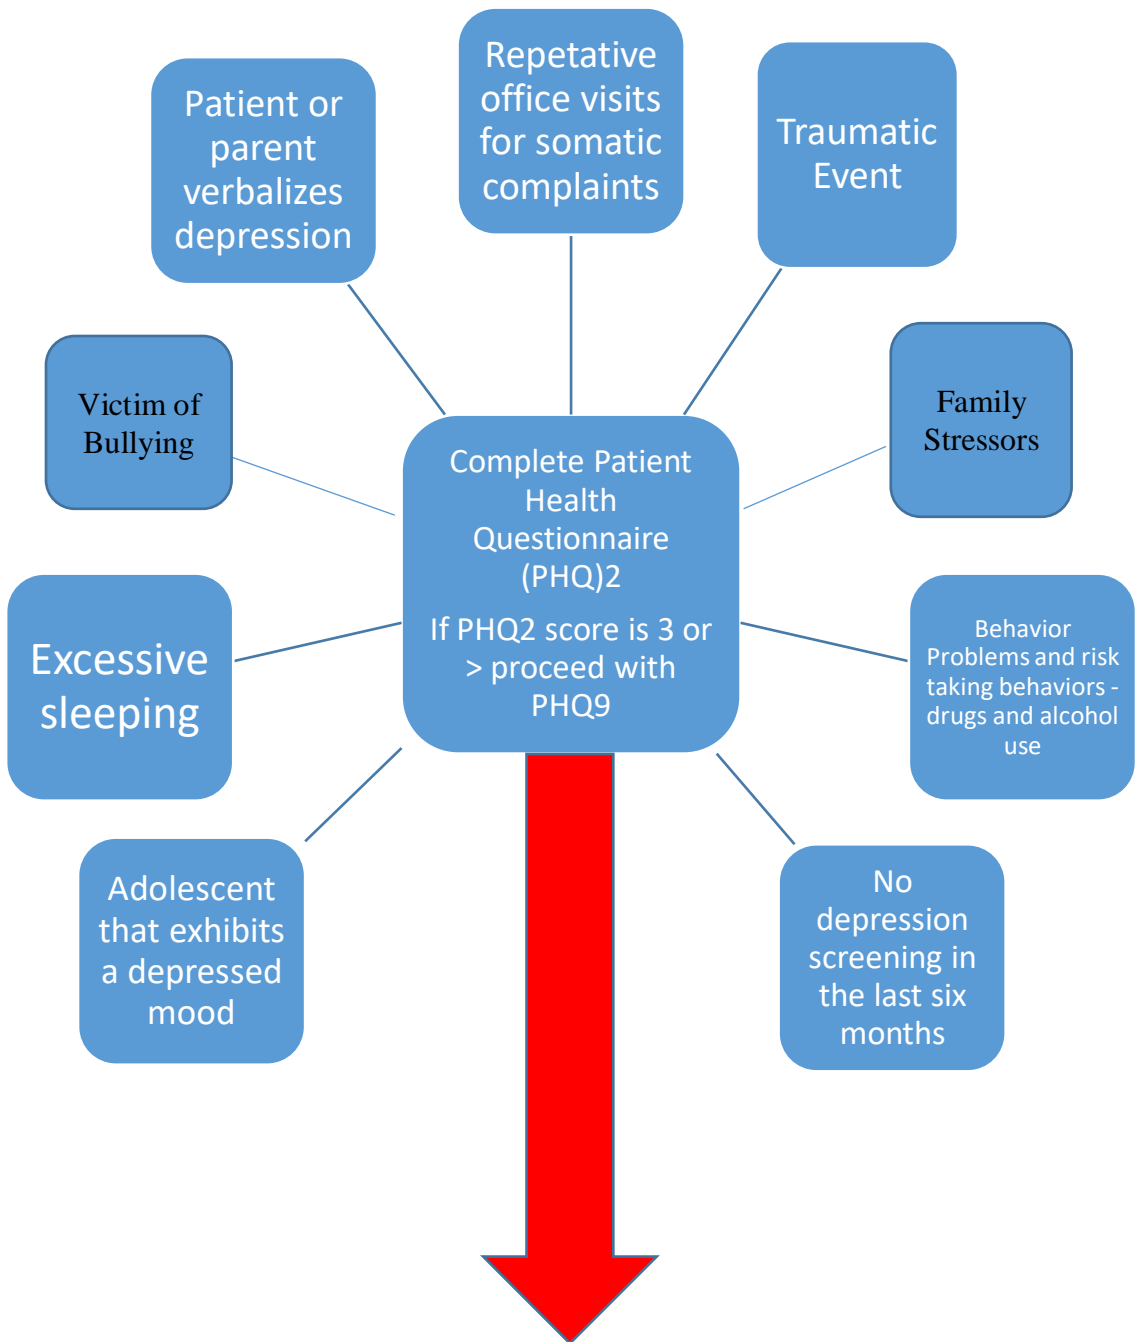 Repetative
office visits
for somatic
complaints
Patient or
parent
verbalizes
depression
Traumatic
Event
Victim of
Bullying
Family
Stressors
Complete Patient
Health
Questionnaire
(PHQ)2
If PHQ2 score is 3 or
> proceed with
PHQ9
Excessive
sleeping
Behavior
Problems and risk
taking behaviors -
drugs and alcohol
use
Adolescent
that exhibits
a depressed
mood
No
depression
screening in
the last six
months